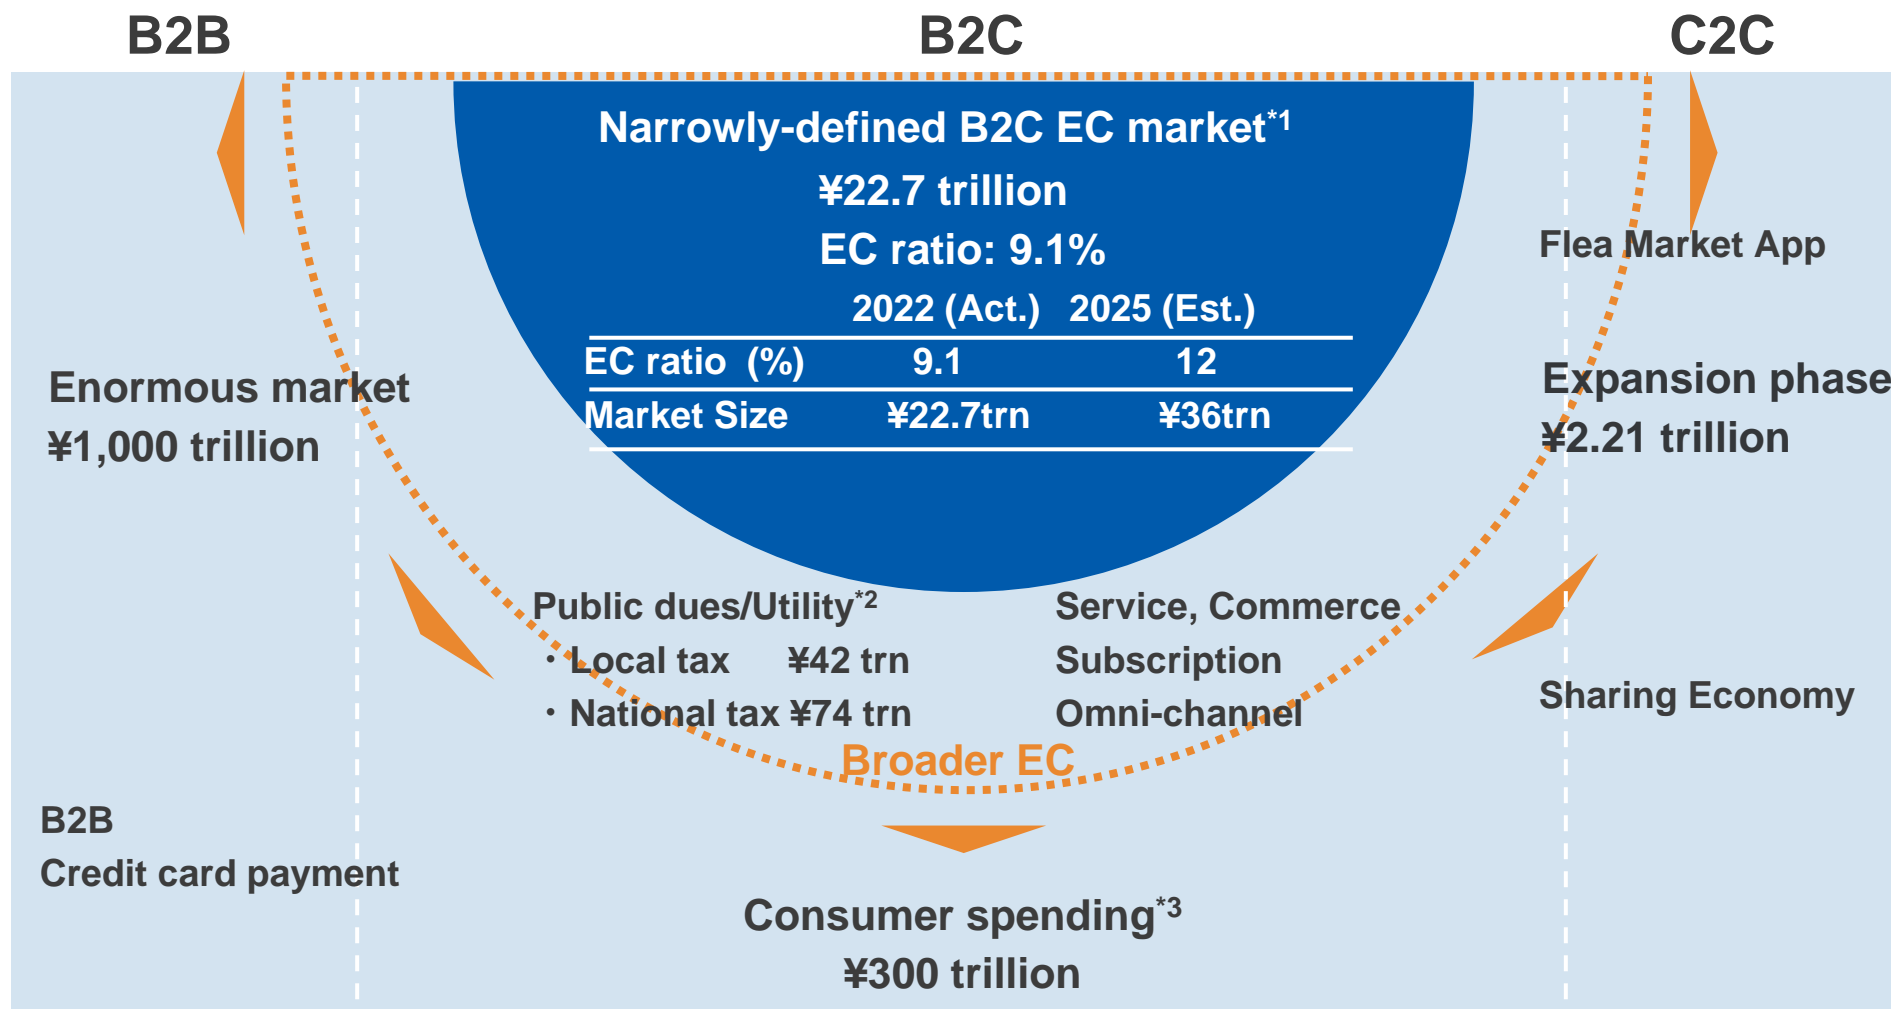 B2B B2C C2C
Narrowly-defined B2C EC market*1
¥22.7 trillion
EC ratio: 9.1%
2022 (Act.) 2025 (Est.)
EC ratio (%) 9.1 12
Market Size ¥22.7trn ¥36trn
Enormous market
¥1,000 trillion
Flea Market App
Expansion phase
¥2.21 trillion
Public dues/Utility*2
・Local tax ¥42 trn
・National tax ¥74 trn
Service, Commerce
Subscription
Omni-channel
Broader EC
Sharing Economy
B2B
Credit card payment
Consumer spending*3
¥300 trillion